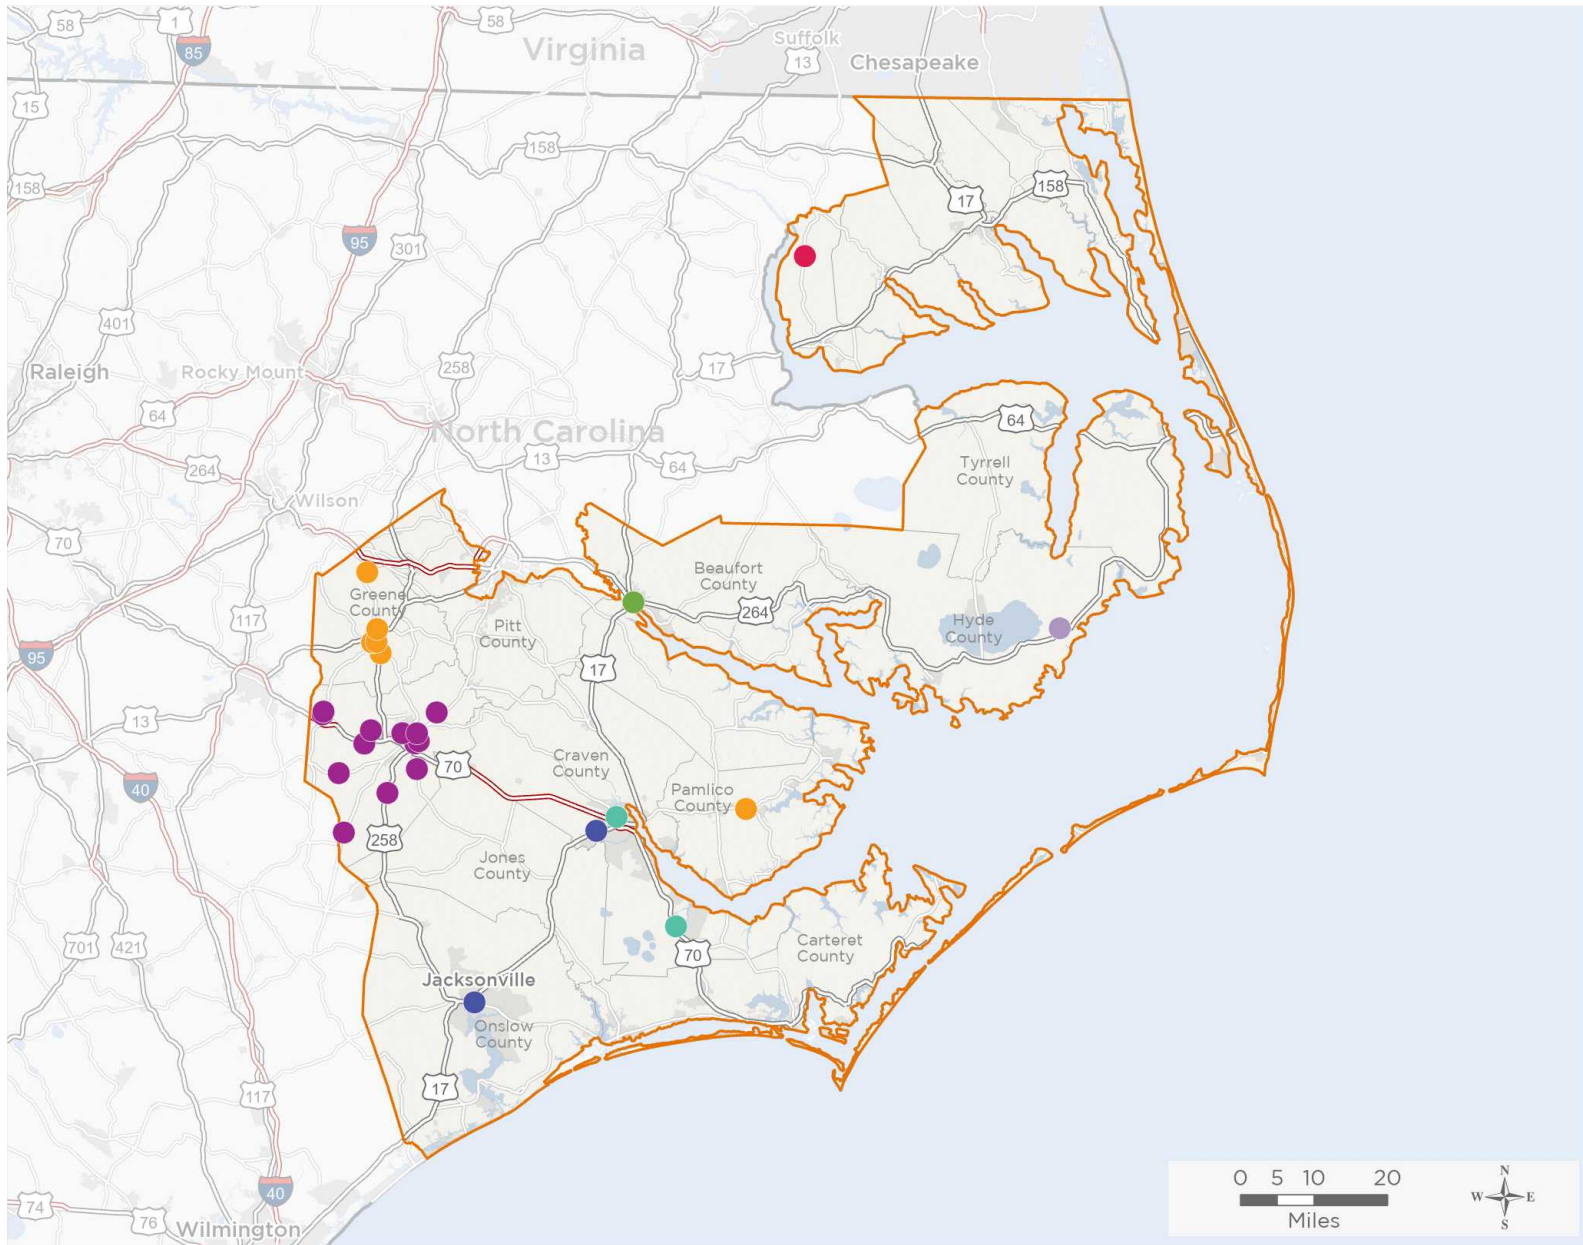 58
1
58
85
Virginia
Suffolk
13
Chesapeake
15
158
158
158
17
95
301
401
Raleigh
Rocky Mount
258
17
64
North Carolina
64
264
13
64
Tyrrell
County
Wilson
70
Beaufort
County
Greene
County
264
117
Pitt
County
Hyde
County
95
17
13
Craven
County
70
40
Pamlico
County
258
Jones
County
701
421
70
Carteret
County
Jacksonville
Onslow
County
17
117
40
74
76
Wilmington
0 5 10 20
Miles
N
W E
S